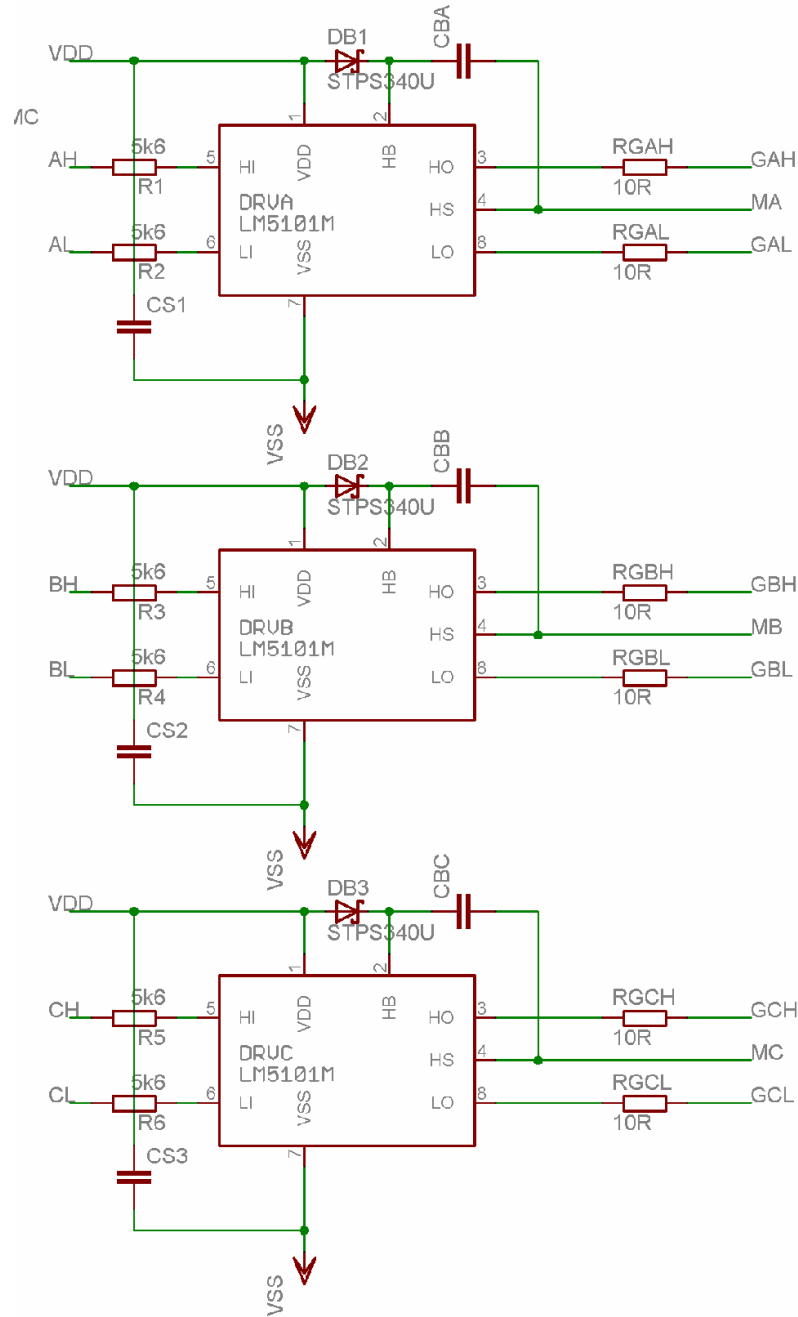 CBA
DB1
VDD
STPS340U
MC
1
2
5k6
RGAH
AH
5
HI
VDD
HB
HO
3
GAH
R1
10R
DRVA
HS
4
MA
LM5101M
5k6
RGAL
AL
6
LI
VSS
LO
8
GAL
R2
10R
7
CS1
VSS
CBB
DB2
VDD
STPS340U
1
2
5k6
RGBH
BH
5
HI
VDD
HB
HO
3
GBH
R3
10R
DRVB
HS
4
MB
LM5101M
5k6
RGBL
BL
6
LI
VSS
LO
8
GBL
R4
10R
7
CS2
VSS
CBC
DB3
VDD
STPS340U
1
2
5k6
RGCH
CH
5
HI
VDD
HB
HO
3
GCH
R5
10R
DRVC
HS
4
MC
LM5101M
5k6
RGCL
CL
6
LI
VSS
LO
8
GCL
R6
10R
7
CS3
VSS